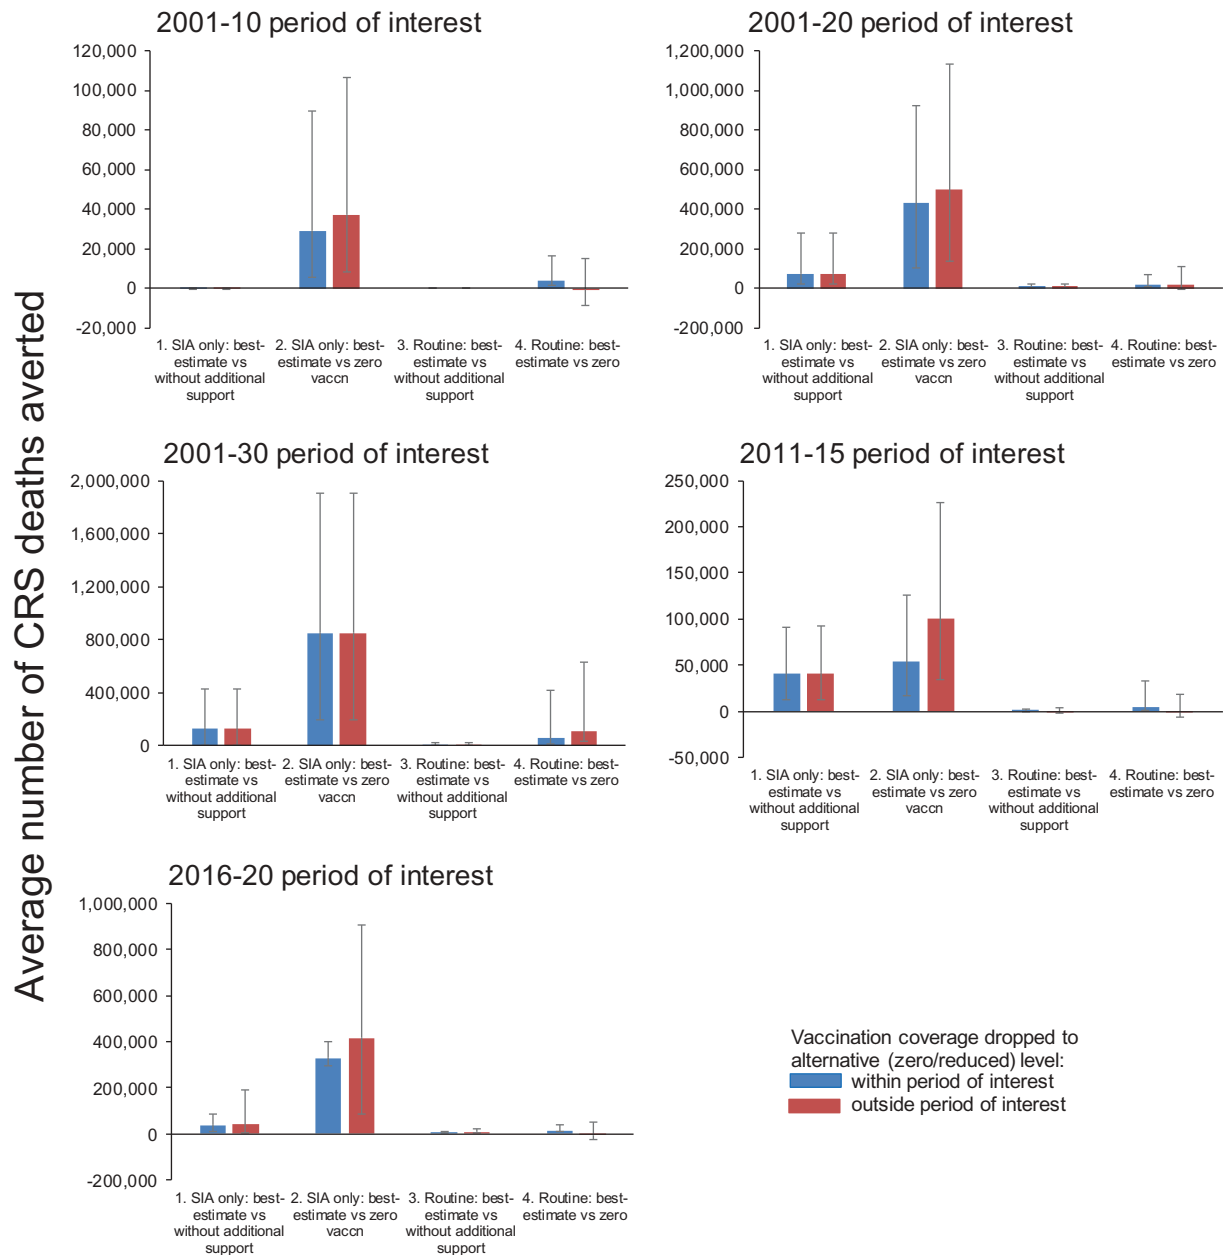 Average number of CRS deaths averted
2001-10 period of interest
120,000
100,000
80,000
60,000
40,000
20,000
0
-20,000
1. SIA only: best-
estimate vs
without additional
support
2. SIA only: best-
estimate vs zero
vaccn
3. Routine: best-
estimate vs
without additional
support
4. Routine: best-
estimate vs zero
2001-20 period of interest
1,200,000
1,000,000
800,000
600,000
400,000
200,000
0
-200,000
1. SIA only: best-
estimate vs
without additional
support
2. SIA only: best-
estimate vs zero
vaccn
3. Routine: best-
estimate vs
without additional
support
4. Routine: best-
estimate vs zero
2001-30 period of interest
2,000,000
1,600,000
1,200,000
800,000
400,000
0
1. SIA only: best-
estimate vs
without additional
support
2. SIA only: best-
estimate vs zero
vaccn
3. Routine: best-
estimate vs
without additional
support
4. Routine: best-
estimate vs zero
2011-15 period of interest
250,000
200,000
150,000
100,000
50,000
0
-50,000
1. SIA only: best-
estimate vs
without additional
support
2. SIA only: best-
estimate vs zero
vaccn
3. Routine: best-
estimate vs
without additional
support
4. Routine: best-
estimate vs zero
2016-20 period of interest
1,000,000
800,000
600,000
400,000
200,000
0
-200,000
1. SIA only: best-
estimate vs
without additional
support
2. SIA only: best-
estimate vs zero
vaccn
3. Routine: best-
estimate vs
without additional
support
4. Routine: best-
estimate vs zero
Vaccination coverage dropped to
alternative (zero/reduced) level:
within period of interest
outside period of interest